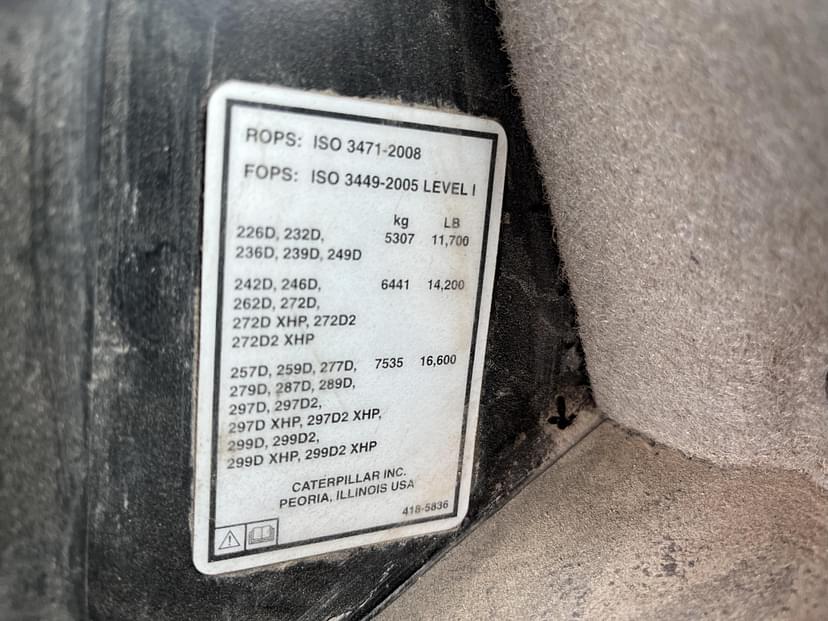 ROPS: ISO 3471-2008
FOPS: ISO 3449-2005 LEVEL I
kg LB
226D, 232D, 5307 11,700
236D, 239D, 249D
242D, 246D, 6441 14,200
262D, 272D,
272D XHP, 272D2
272D2 XHP
257D, 259D, 277D, 7535 16,600
279D, 287D, 289D,
297D, 297D2,
297D XHP, 297D2 XHP,
299D, 299D2,
299D XHP, 299D2 XHP
CATERPILLAR INC.
PEORIA, ILLINOIS USA
418-5836